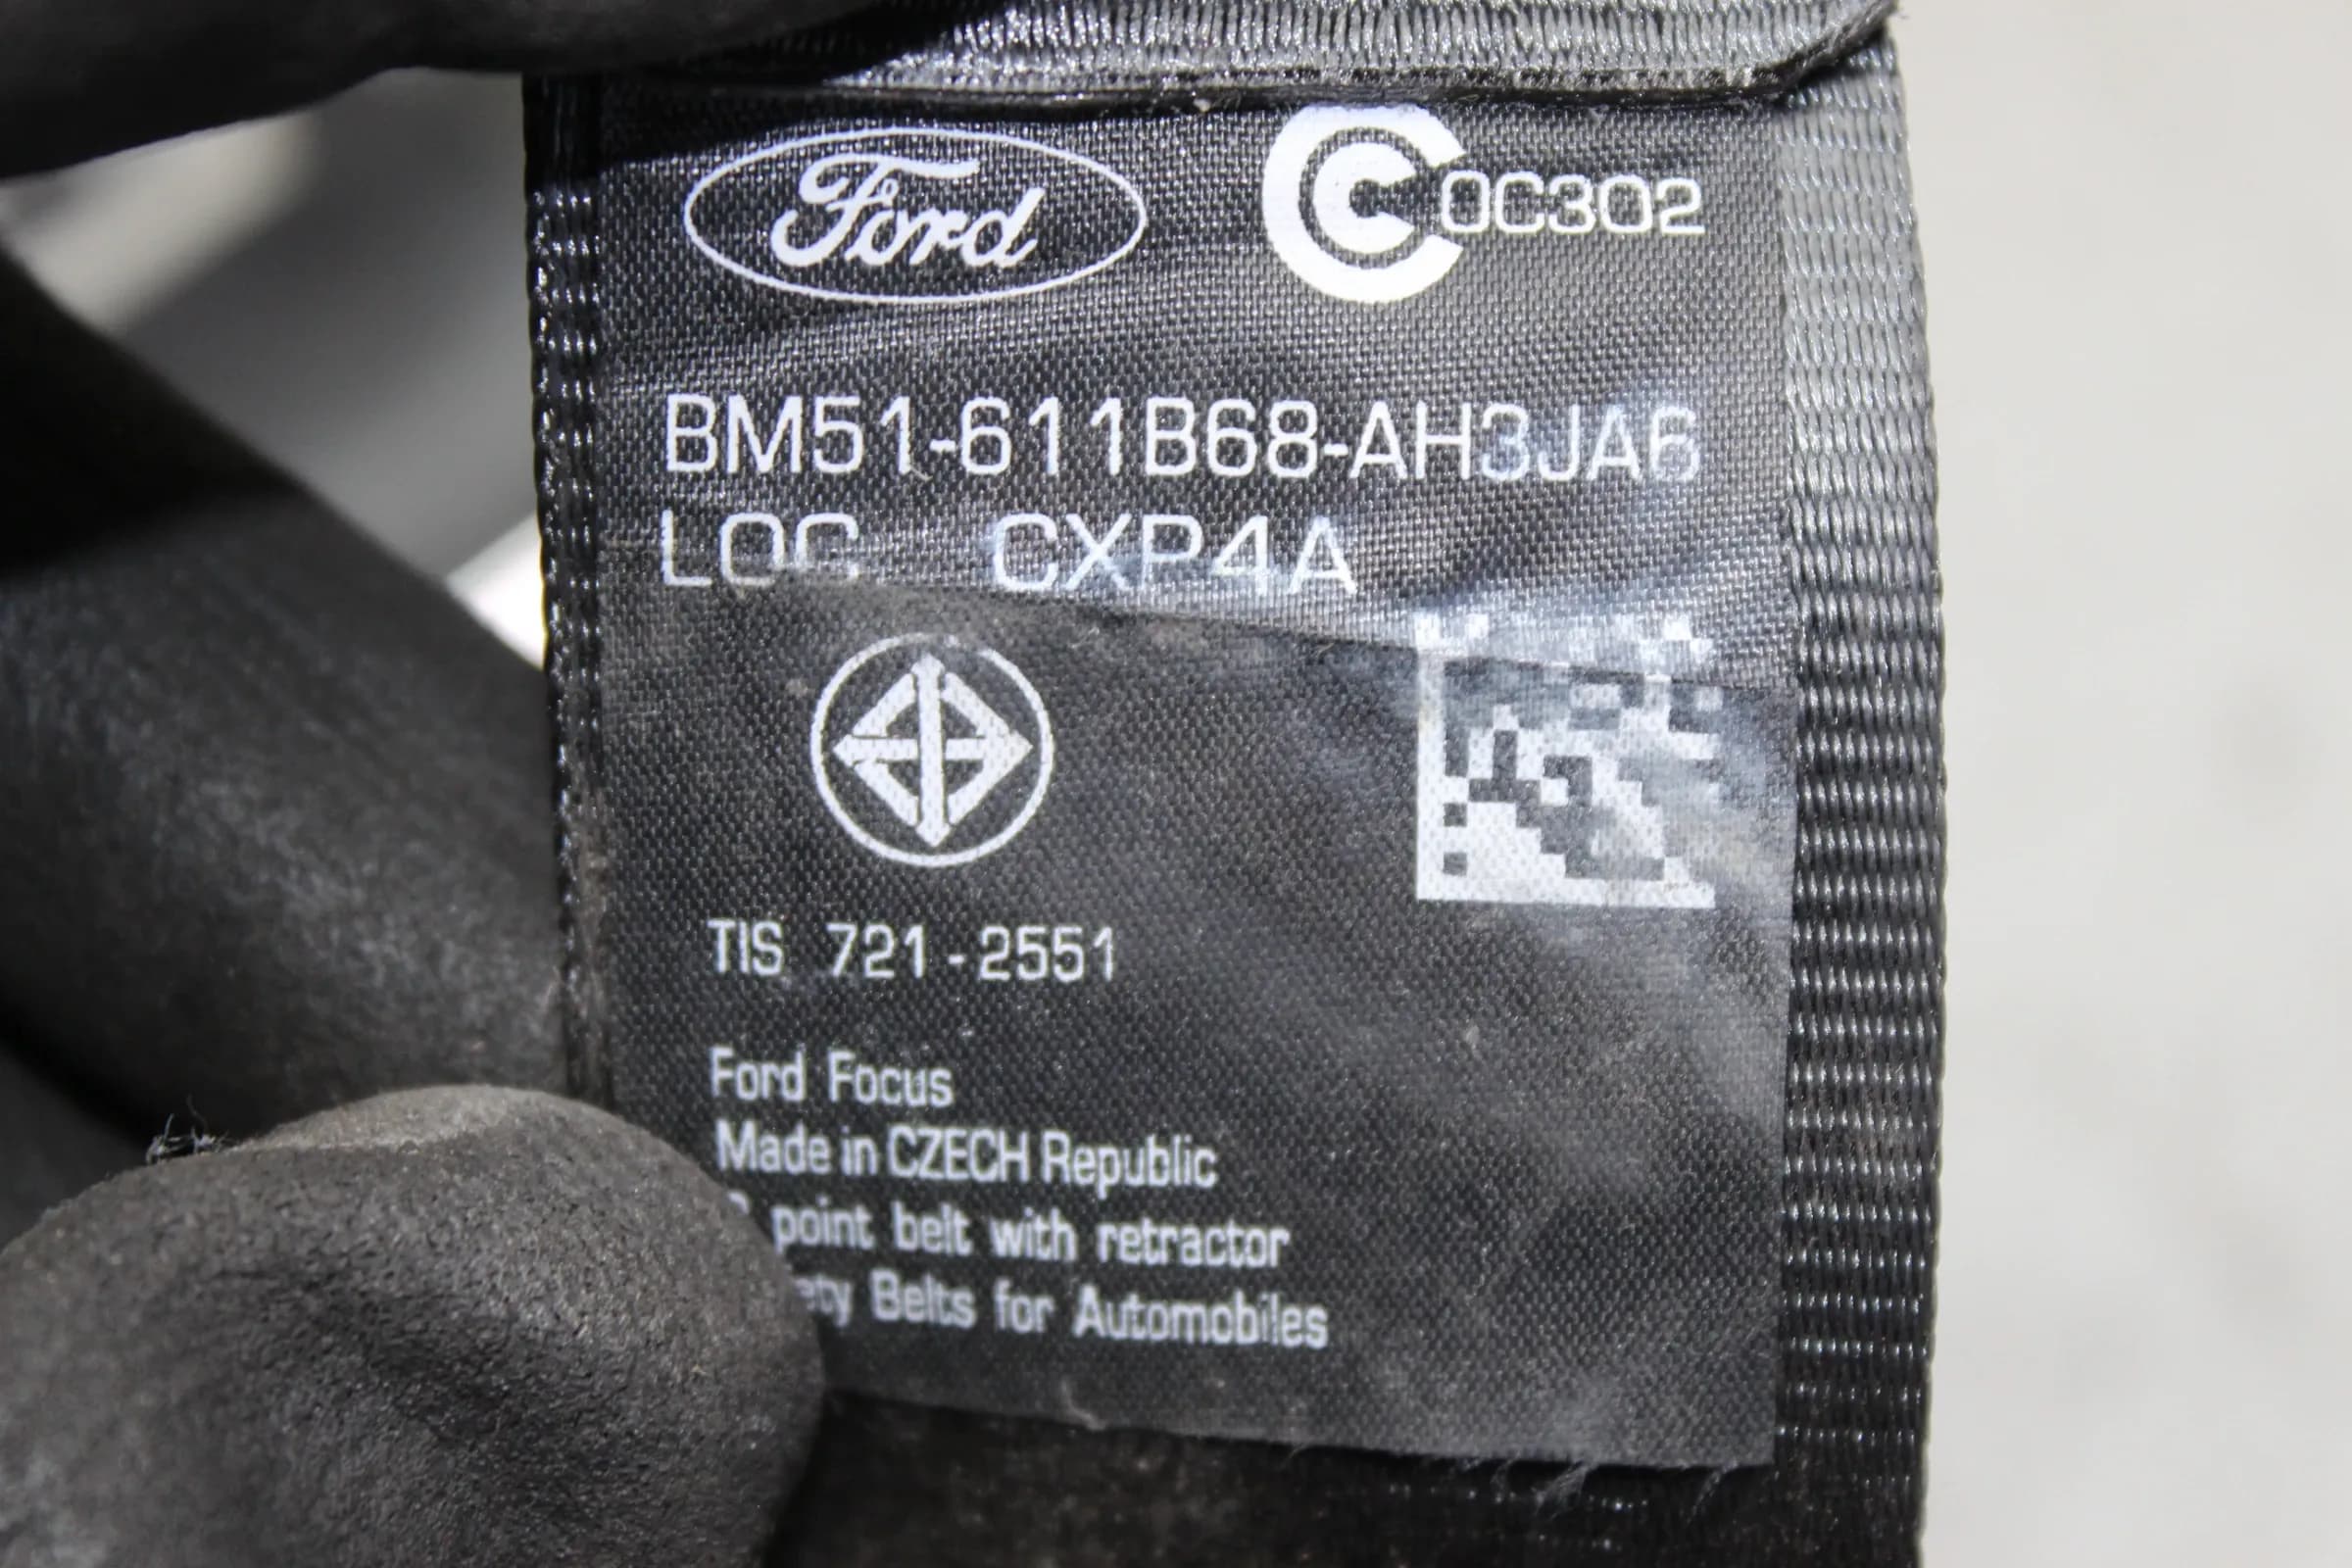 Ford
C 0C302
BM51-611B68-AH3JA6
LOC CXP4A
TIS 721-2551
Ford Focus
Made in CZECH Republic
point belt with retractor
Belts for Automobiles